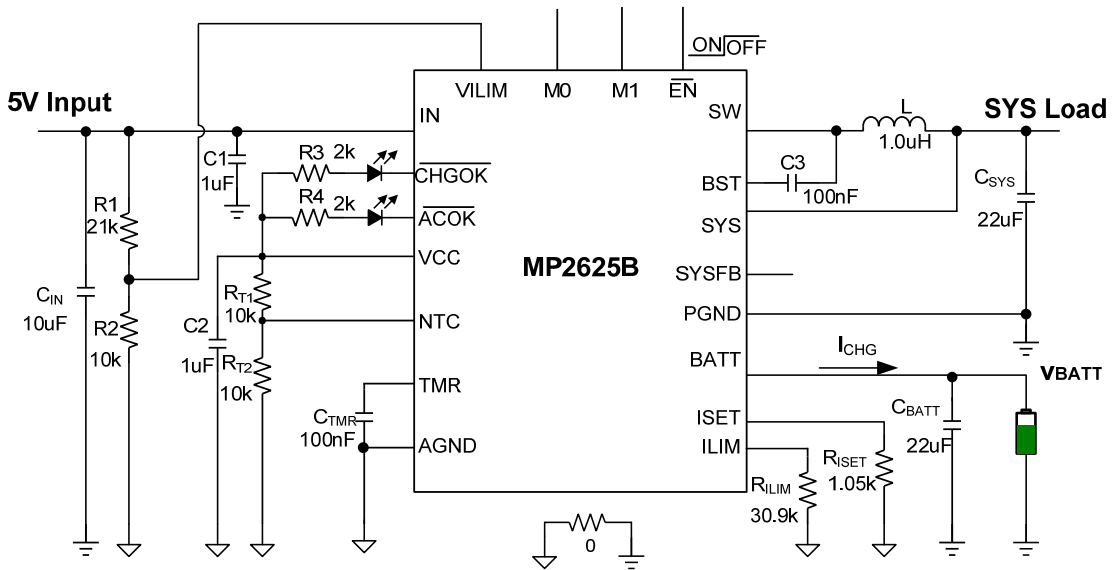 ON OFF
VILIM M0 M1 EN
5V Input
IN
SW
L
1.0uH
SYS Load
C1
1uF
R3 2k
CHGOK
R4 2k
ACOK
BST
C3
100nF
CSYS
22uF
SYS
R1
21k
VCC
MP2625B
SYSFB
CIN
10uF
RT1
10k
NTC
PGND
R2
10k
C2
1uF
RT2
10k
BATT
ICHG
VBATT
TMR
CTMR
100nF
CBATT
22uF
ISET
AGND
ILIM
RISET
1.05k
RILIM
30.9k
0